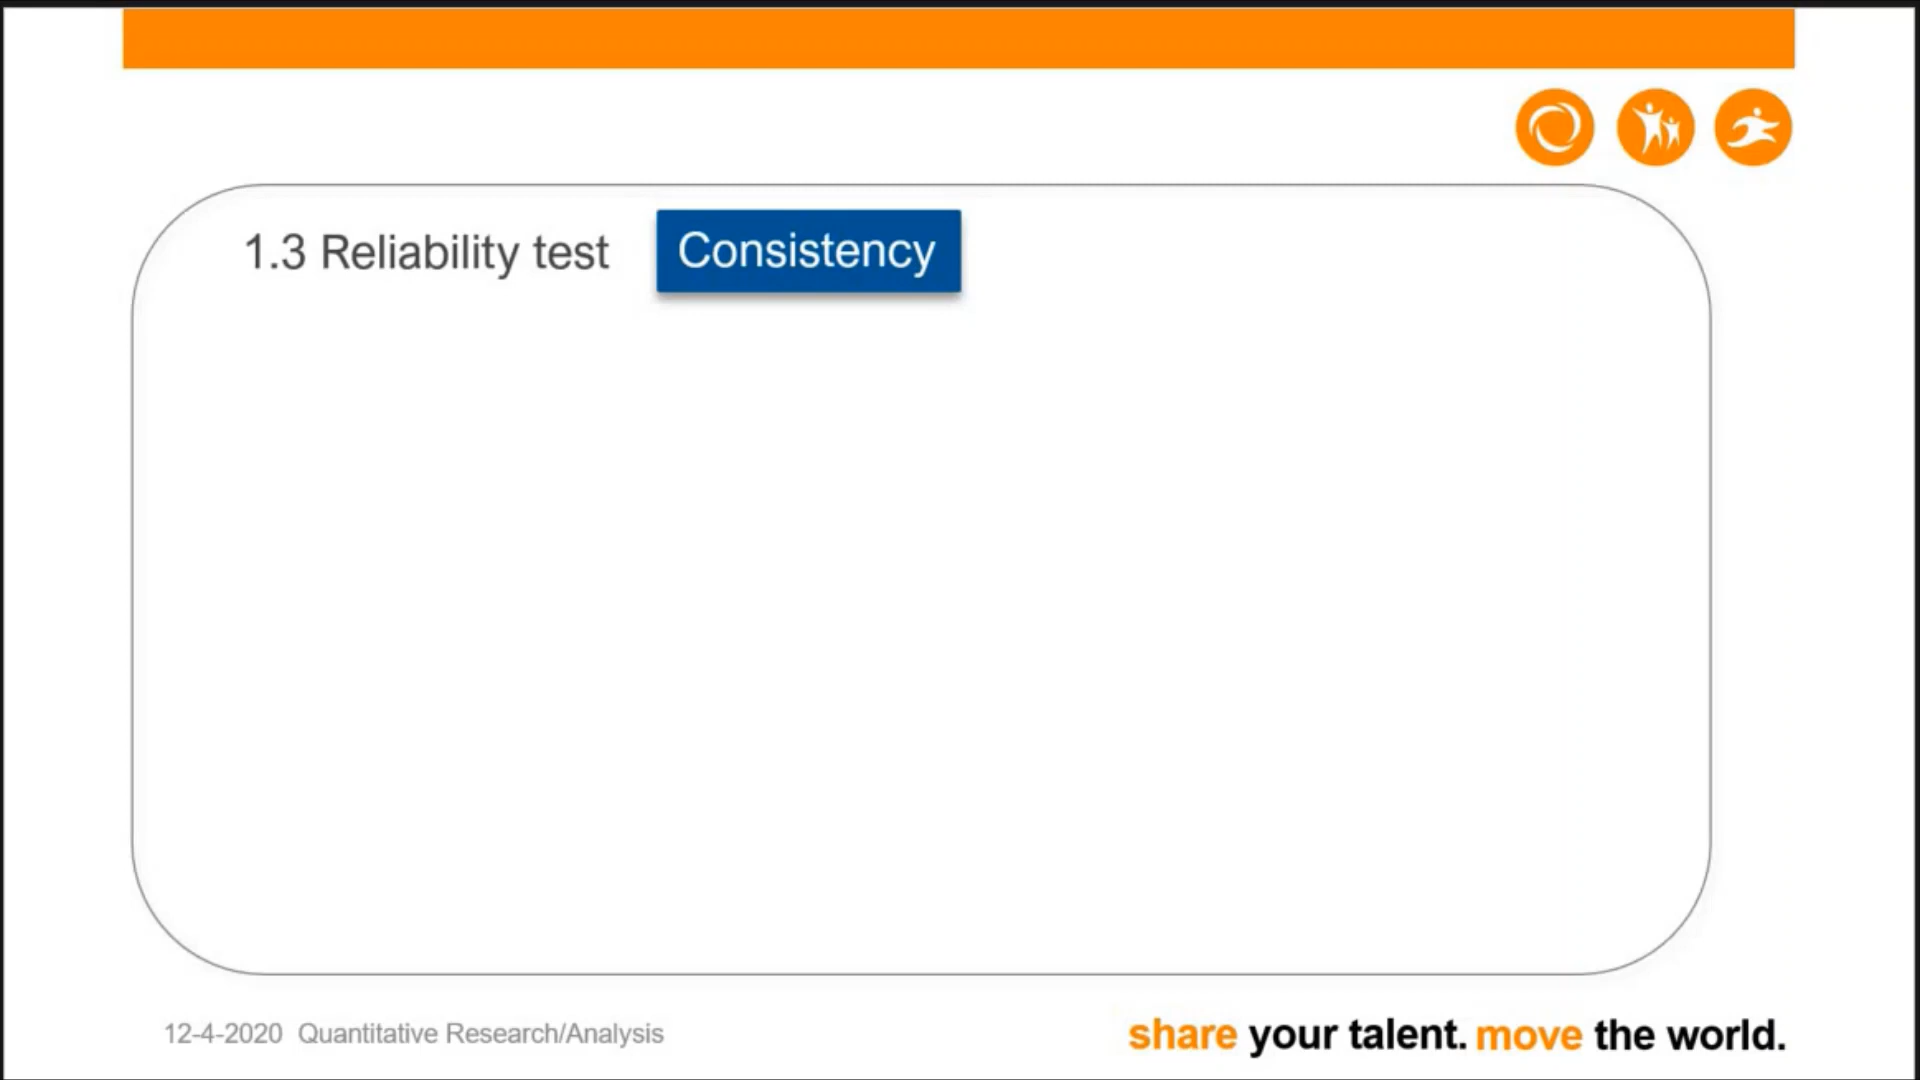 1.3 Reliability test Consistency
12-4-2020 Quantitative Research/Analysis
share your talent. move the world.